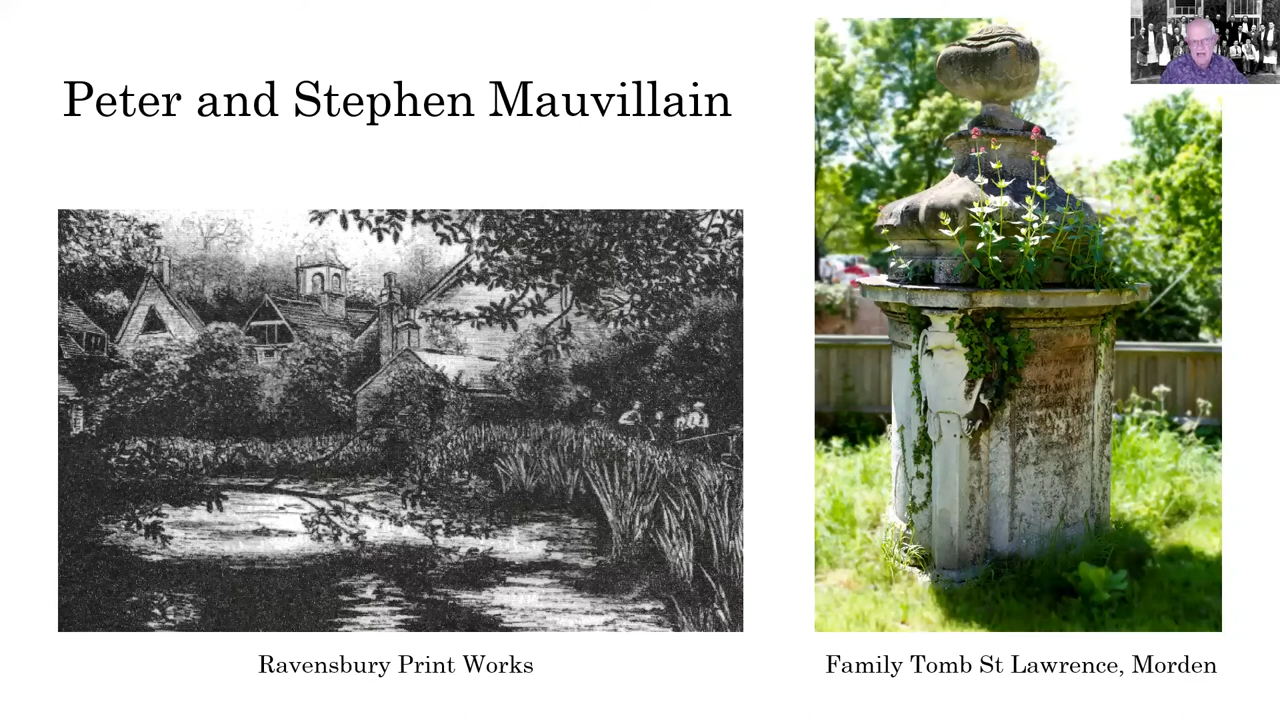 Peter and Stephen Mauvillain
Ravensbury Print Works
Family Tomb St Lawrence, Morden